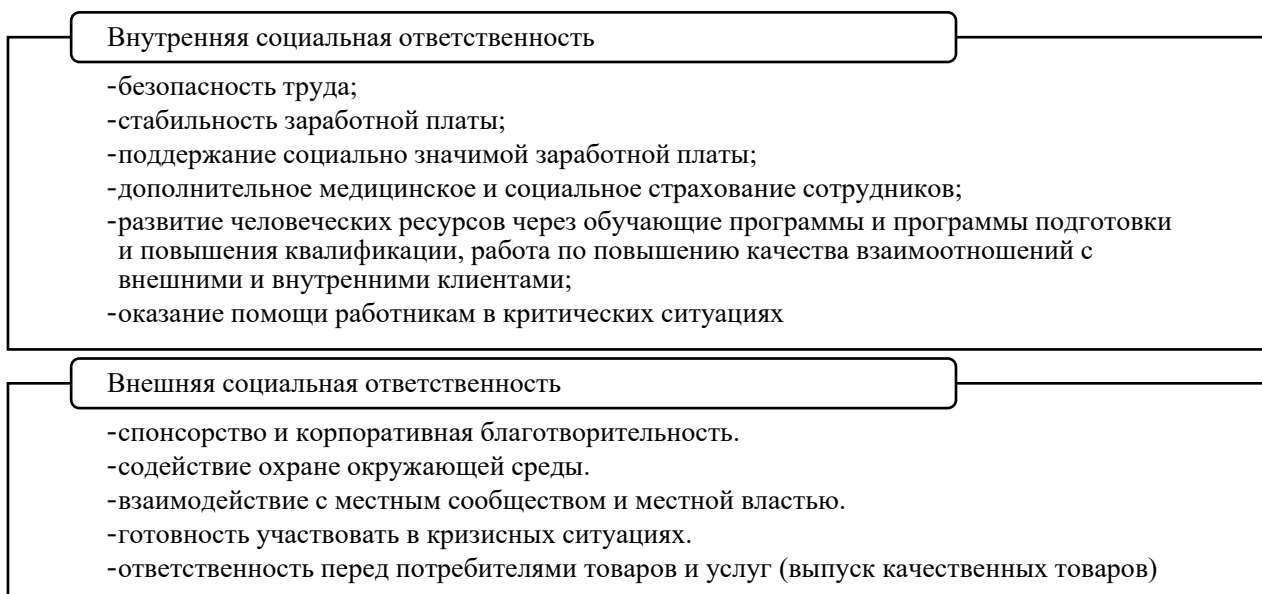 Внутренняя социальная ответственность
-безопасность труда;
-стабильность заработной платы;
-поддержание социально значимой заработной платы;
-дополнительное медицинское и социальное страхование сотрудников;
-развитие человеческих ресурсов через обучающие программы и программы подготовки
и повышения квалификации, работа по повышению качества взаимоотношений с
внешними и внутренними клиентами;
-оказание помощи работникам в критических ситуациях
Внешняя социальная ответственность
-спонсорство и корпоративная благотворительность.
-содействие охране окружающей среды.
-взаимодействие с местным сообществом и местной властью.
-готовность участвовать в кризисных ситуациях.
-ответственность перед потребителями товаров и услуг (выпуск качественных товаров)